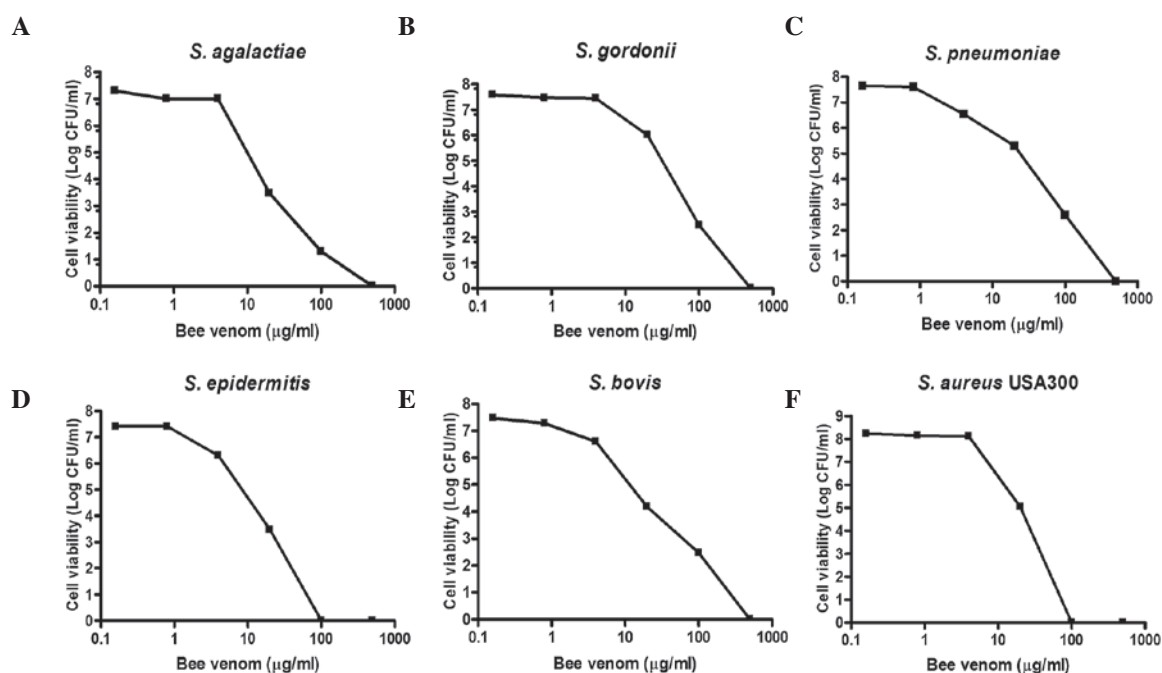 A
S. agalactiae
Cell viability (Log CFU/ml)
8
7
6
5
4
3
2
1
0
0.1 1 10 100 1000
Bee venom (µg/ml)
B
S. gordonii
Cell viability (Log CFU/ml)
8
7
6
5
4
3
2
1
0
0.1 1 10 100 1000
Bee venom (µg/ml)
C
S. pneumoniae
Cell viability (Log CFU/ml)
8
7
6
5
4
3
2
1
0
0.1 1 10 100 1000
Bee venom (µg/ml)
D
S. epidermitis
Cell viability (Log CFU/ml)
8
7
6
5
4
3
2
1
0
0.1 1 10 100 1000
Bee venom (µg/ml)
E
S. bovis
Cell viability (Log CFU/ml)
8
7
6
5
4
3
2
1
0
0.1 1 10 100 1000
Bee venom (µg/ml)
F
S. aureus USA300
Cell viability (Log CFU/ml)
9
8
7
6
5
4
3
2
1
0
0.1 1 10 100 1000
Bee venom (µg/ml)